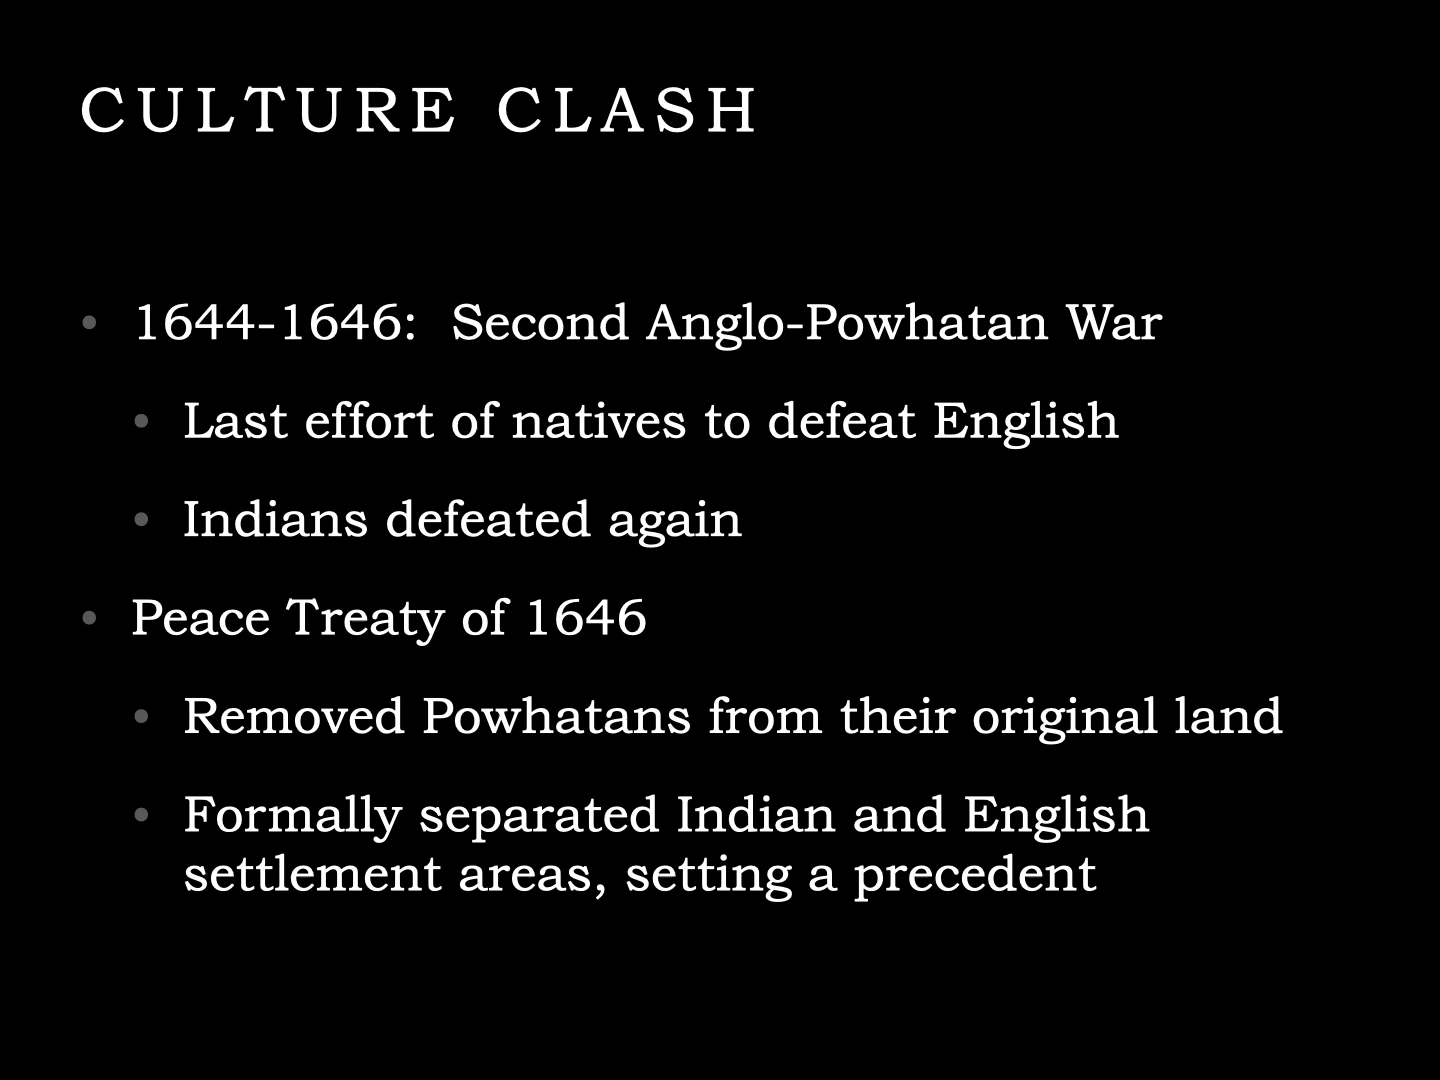 CULTURE CLASH
• 1644-1646:  Second Anglo-Powhatan War
• Last effort of natives to defeat English
• Indians defeated again
• Peace Treaty of 1646
• Removed Powhatans from their original land
• Formally separated Indian and English
settlement areas, setting a precedent